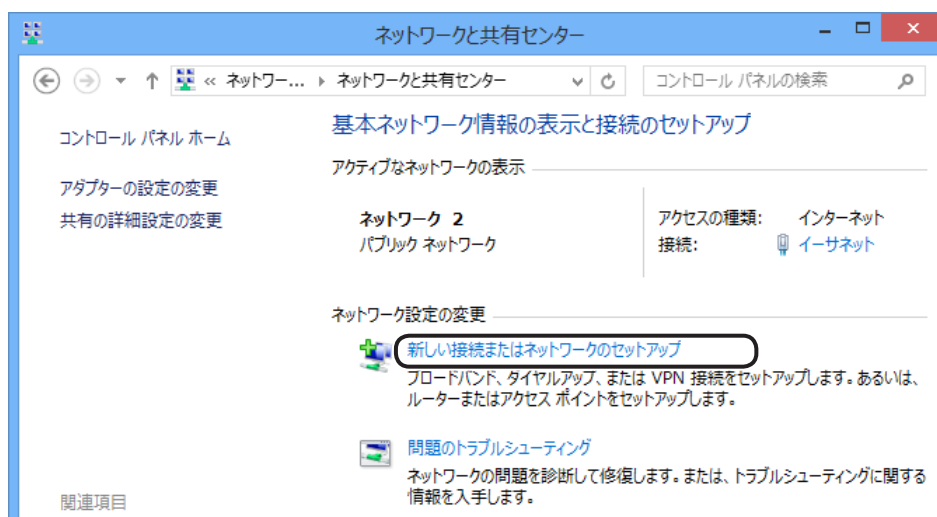 ネットワークと共有センター
« ネットワー... ネットワークと共有センター
コントロール パネルの検索
コントロール パネル ホーム
アダプターの設定の変更
共有の詳細設定の変更
関連項目
基本ネットワーク情報の表示と接続のセットアップ
アクティブなネットワークの表示
ネットワーク 2
パブリック ネットワーク
アクセスの種類: インターネット
接続: イーサネット
ネットワーク設定の変更
新しい接続またはネットワークのセットアップ
ブロードバンド、ダイヤルアップ、または VPN 接続をセットアップします。あるいは、
ルーターまたはアクセス ポイントをセットアップします。
問題のトラブルシューティング
ネットワークの問題を診断して修復します。または、トラブルシューティングに関する
情報を入手します。